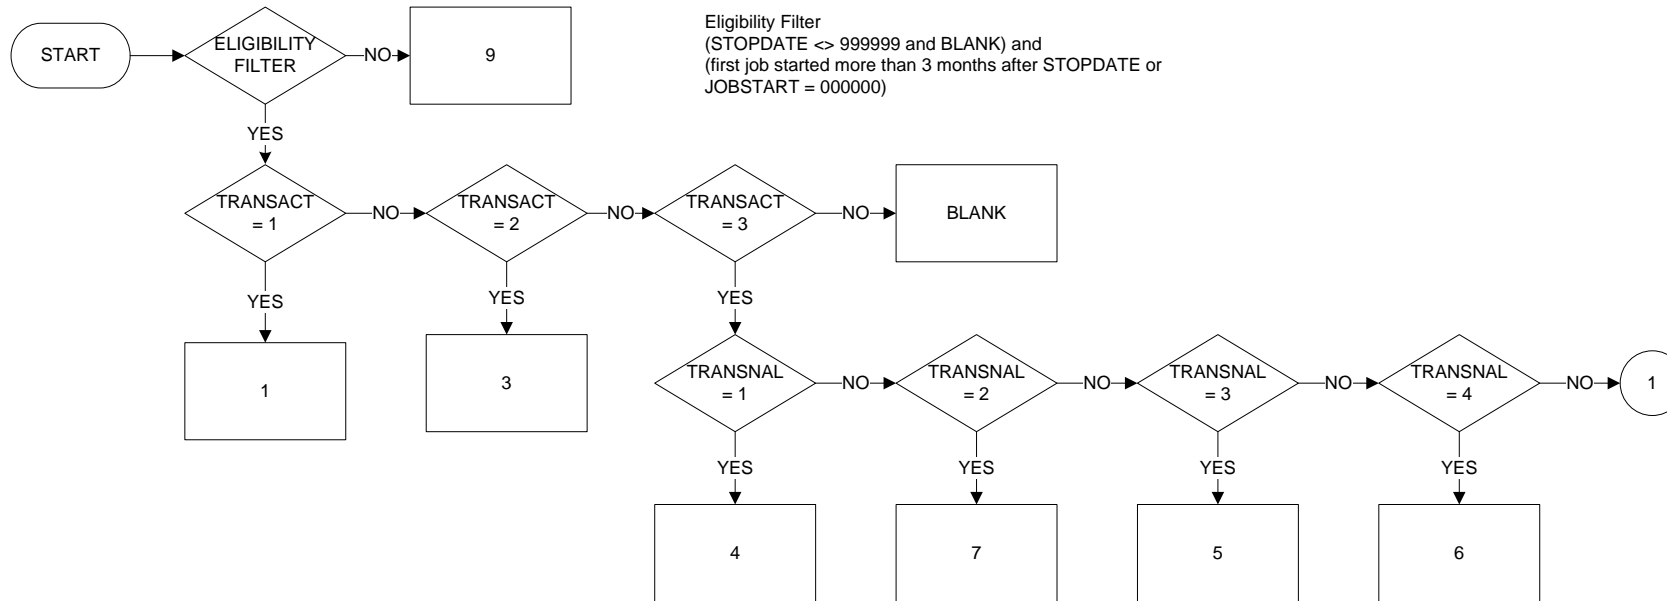 START
ELIGIBILITY
FILTER
NO
9
Eligibility Filter
(STOPDATE <> 999999 and BLANK) and
(first job started more than 3 months after STOPDATE or
JOBSTART = 000000)
YES
TRANSACT
= 1
NO
TRANSACT
= 2
NO
TRANSACT
= 3
NO
BLANK
YES
YES
YES
1
3
TRANSNAL
= 1
NO
TRANSNAL
= 2
NO
TRANSNAL
= 3
NO
TRANSNAL
= 4
NO
1
YES
YES
YES
YES
4
7
5
6